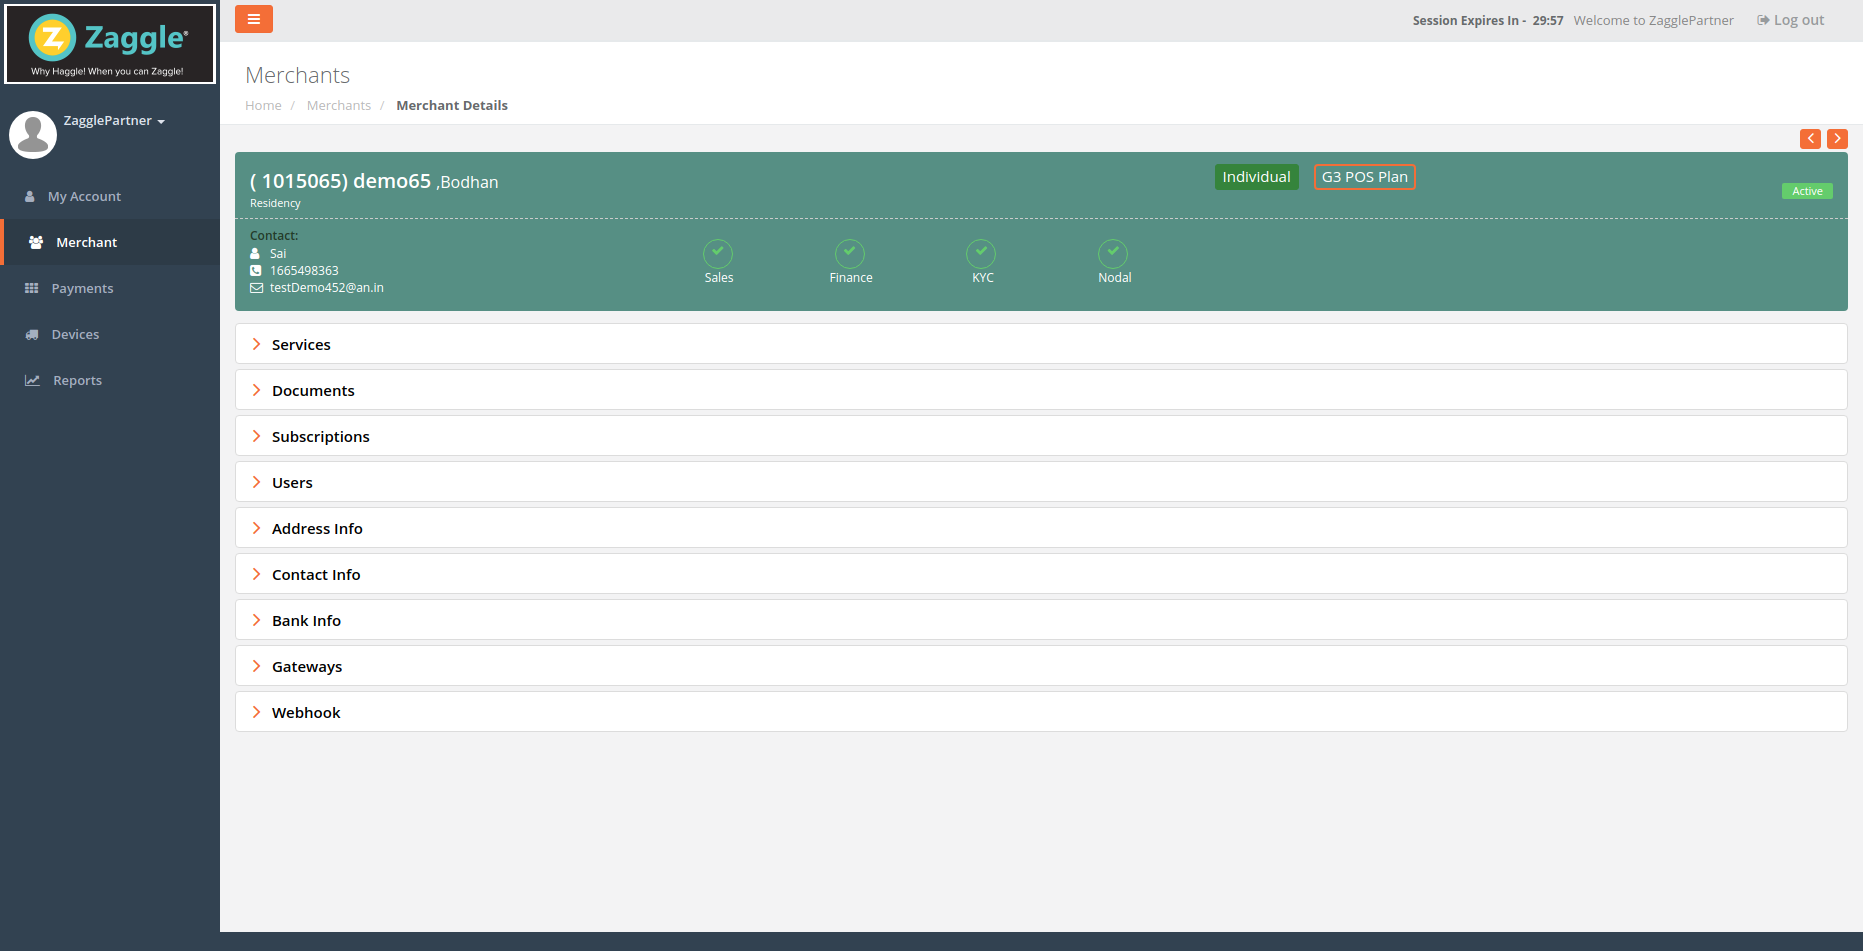 Zaggle®
Why Haggle! When you can Zaggle!
ZagglePartner
My Account
Merchant
Payments
Devices
Reports
Session Expires In - 29:57 Welcome to ZagglePartner Log out
Merchants
Home / Merchants / Merchant Details
( 1015065) demo65 ,Bodhan
Residency
Individual
G3 POS Plan
Active
Contact:
Sai
1665498363
testDemo452@an.in
Sales
Finance
KYC
Nodal
Services
Documents
Subscriptions
Users
Address Info
Contact Info
Bank Info
Gateways
Webhook